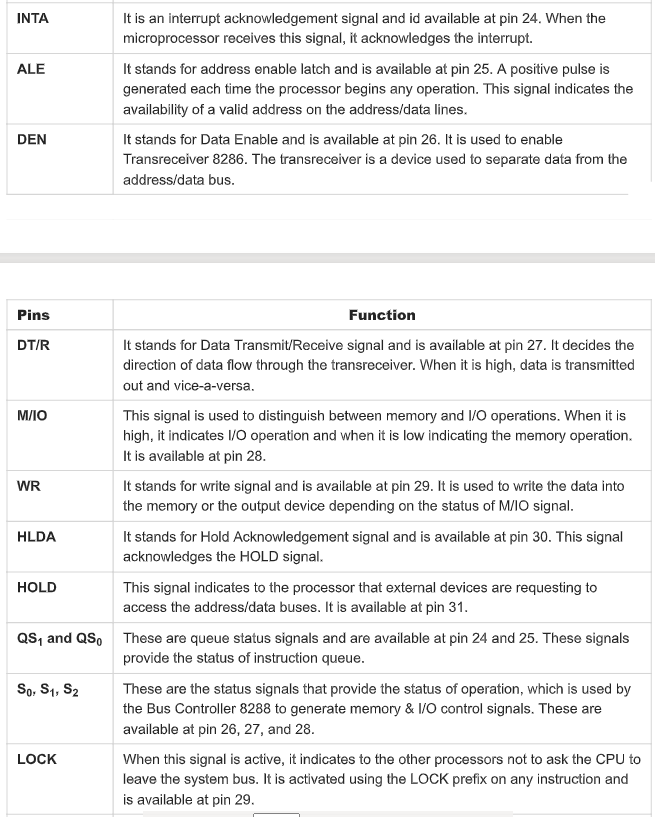 INTA
It is an interrupt acknowledgement signal and id available at pin 24. When the
microprocessor receives this signal, it acknowledges the interrupt.
ALE
It stands for address enable latch and is available at pin 25. A positive pulse is
generated each time the processor begins any operation. This signal indicates the
availability of a valid address on the address/data lines.
DEN
It stands for Data Enable and is available at pin 26. It is used to enable
Transreceiver 8286. The transreceiver is a device used to separate data from the
address/data bus.
Pins Function
DT/R
It stands for Data Transmit/Receive signal and is available at pin 27. It decides the
direction of data flow through the transreceiver. When it is high, data is transmitted
out and vice-a-versa.
M/IO
This signal is used to distinguish between memory and I/O operations. When it is
high, it indicates I/O operation and when it is low indicating the memory operation.
It is available at pin 28.
WR
It stands for write signal and is available at pin 29. It is used to write the data into
the memory or the output device depending on the status of M/IO signal.
HLDA
It stands for Hold Acknowledgement signal and is available at pin 30. This signal
acknowledges the HOLD signal.
HOLD
This signal indicates to the processor that external devices are requesting to
access the address/data buses. It is available at pin 31.
QS₁ and QS₀
These are queue status signals and are available at pin 24 and 25. These signals
provide the status of instruction queue.
S₀, S₁, S₂
These are the status signals that provide the status of operation, which is used by
the Bus Controller 8288 to generate memory & I/O control signals. These are
available at pin 26, 27, and 28.
LOCK
When this signal is active, it indicates to the other processors not to ask the CPU to
leave the system bus. It is activated using the LOCK prefix on any instruction and
is available at pin 29.